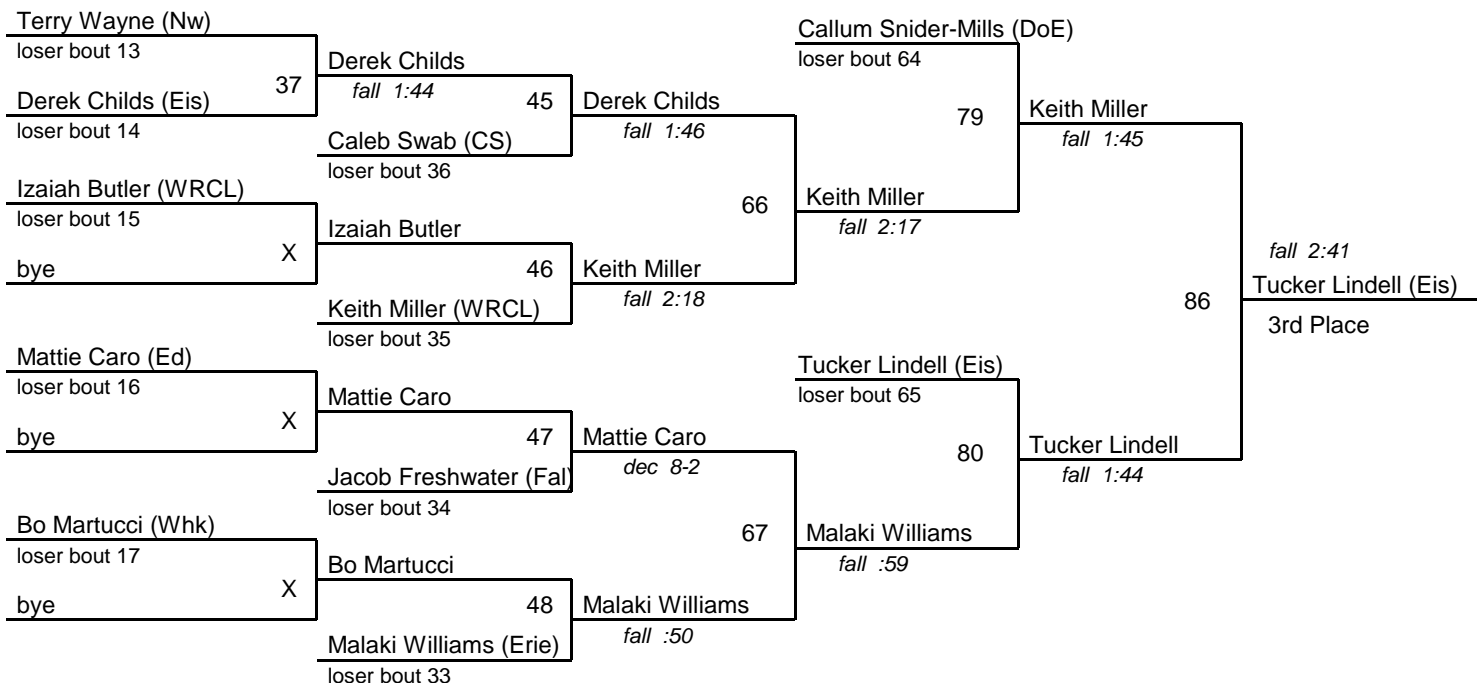 Terry Wayne (Nw)
loser bout 13
37
Derek Childs (Eis)
loser bout 14
Izaiah Butler (WRCL)
loser bout 15
X
bye
Mattie Caro (Ed)
loser bout 16
X
bye
Bo Martucci (Whk)
loser bout 17
X
bye
Derek Childs
fall 1:44
45
Caleb Swab (CS)
loser bout 36
Izaiah Butler
46
Keith Miller (WRCL)
loser bout 35
Mattie Caro
47
Jacob Freshwater (Fal)
loser bout 34
Bo Martucci
48
Malaki Williams (Erie)
loser bout 33
Derek Childs
fall 1:46
66
Keith Miller
fall 2:18
Mattie Caro
dec 8-2
67
Malaki Williams
fall :50
Callum Snider-Mills (DoE)
loser bout 64
79
Keith Miller
fall 2:17
Tucker Lindell (Eis)
loser bout 65
80
Malaki Williams
fall :59
Keith Miller
fall 1:45
86
Tucker Lindell
fall 1:44
fall 2:41
Tucker Lindell (Eis)
3rd Place